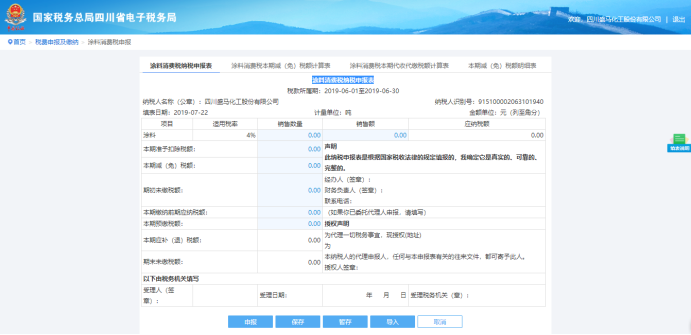 国家税务总局四川省电子税务局
欢迎，四川盛马化工股份有限公司 | 退出
首页 > 税费申报及缴纳 > 涂料消费税申报
涂料消费税纳税申报表 涂料消费税本期减（免）税额计算表 涂料消费税本期代收代缴税额计算表 本期减（免）税额明细表
涂料消费税纳税申报表
税款所属期：2019-06-01至2019-06-30
纳税人名称（公章）：四川盛马化工股份有限公司 纳税人识别号：915100002063101940
填表日期：2019-07-22 计量单位：吨 金额单位：元（列至角分）
项目 适用税率 销售数量 销售额 应纳税额
涂料 4% 0.00 0.00 0.00
本期准予扣除税额： 0.00 声明
此纳税申报表是根据国家税收法律的规定填报的，我确定它是真实的、可靠的、完整的。
本期减（免）税额： 0.00
期初未缴税额： 0.00 经办人（签章）：
财务负责人（签章）：
联系电话：
本期缴纳前期应纳税额： 0.00 （如果你已委托代理人申报，请填写）
本期预缴税额： 0.00 授权声明
本期应补（退）税额： 0.00 为代理一切税务事宜，现授权(地址)
为
期末未缴税额： 0.00 本纳税人的代理申报人，任何与本申报表有关的往来文件，都可寄予此人。
授权人签章：
以下由税务机关填写
受理人（签章）： 受理日期： 年 月 日 受理税务机关（章）：
申报 保存 暂存 导入 取消
填表说明